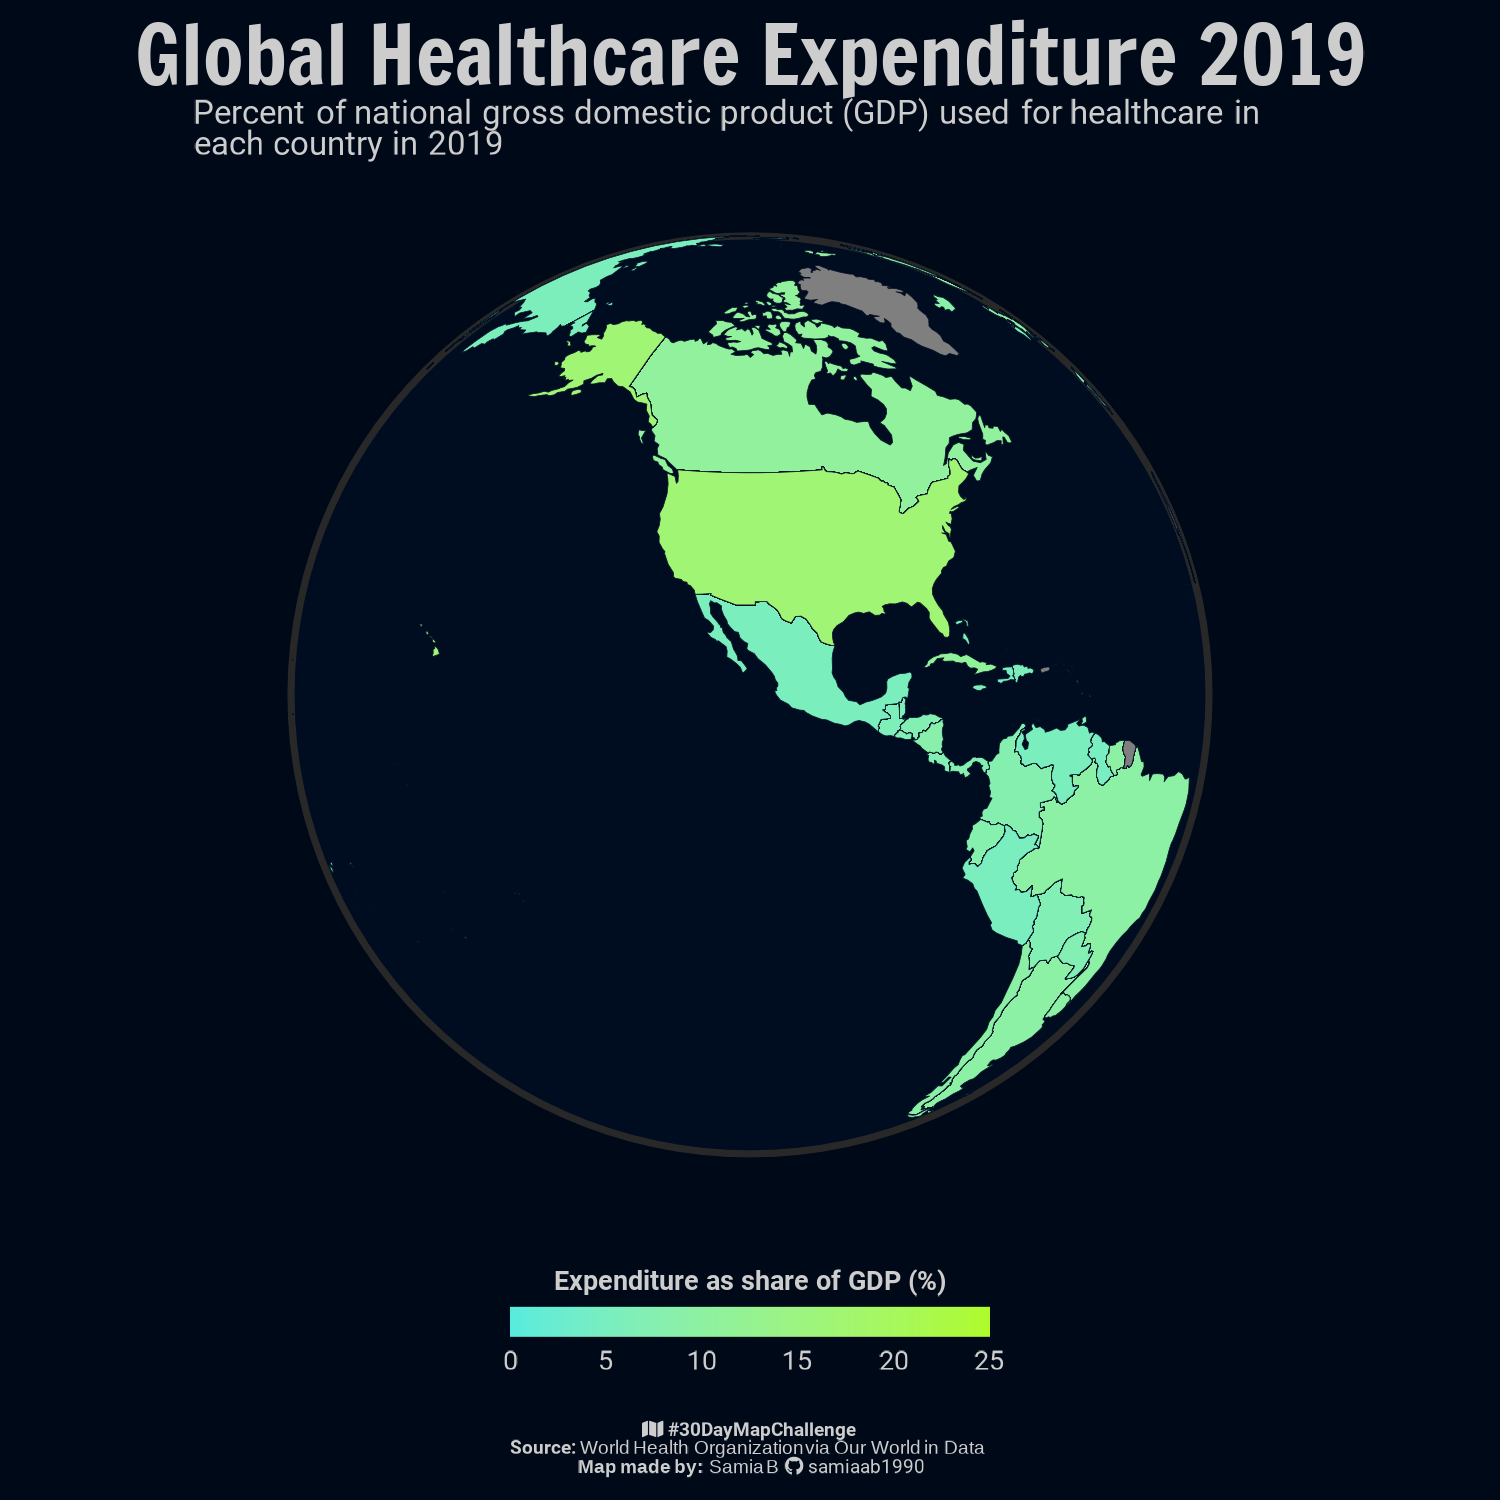 Global Healthcare Expenditure 2019
Percent of national gross domestic product (GDP) used for healthcare in
each country in 2019
Expenditure as share of GDP (%)
0 5 10 15 20 25
#30DayMapChallenge
Source: World Health Organization via Our World in Data
Map made by: Samia B samiaab1990